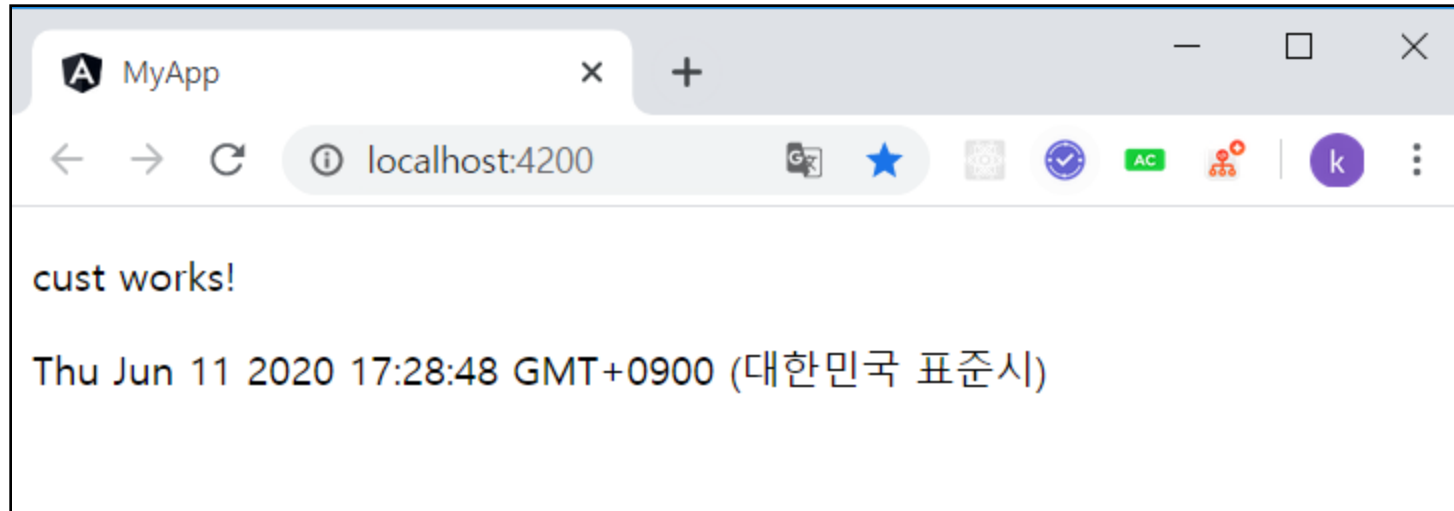 MyApp
localhost:4200
AC
k
cust works!
Thu Jun 11 2020 17:28:48 GMT+0900 (대한민국 표준시)